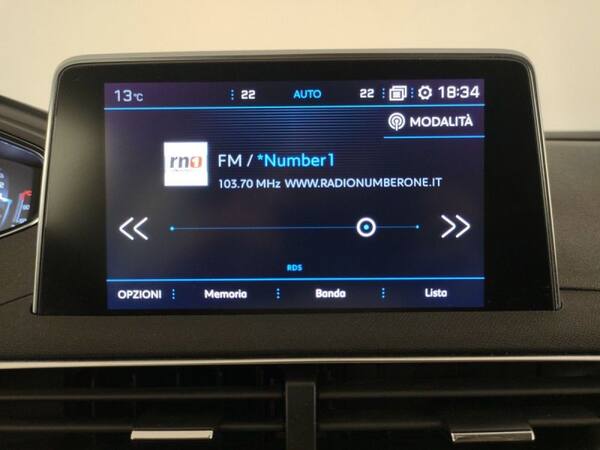 13°C 22 AUTO 22 18:34
MODALITÀ
rn1
FM / *Number1
103.70 MHz WWW.RADIONUMBERONE.IT
RDS
OPZIONI Memoria Banda Lista